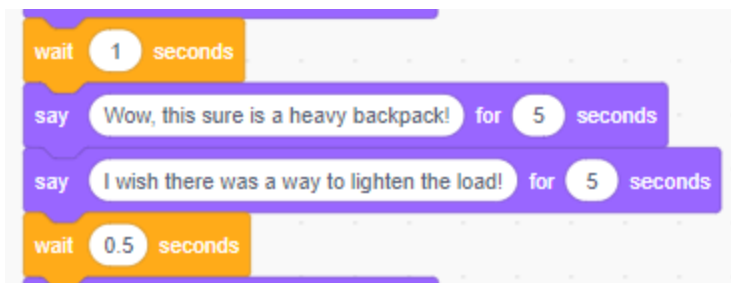 wait 1 seconds
say Wow, this sure is a heavy backpack! for 5 seconds
say I wish there was a way to lighten the load! for 5 seconds
wait 0.5 seconds